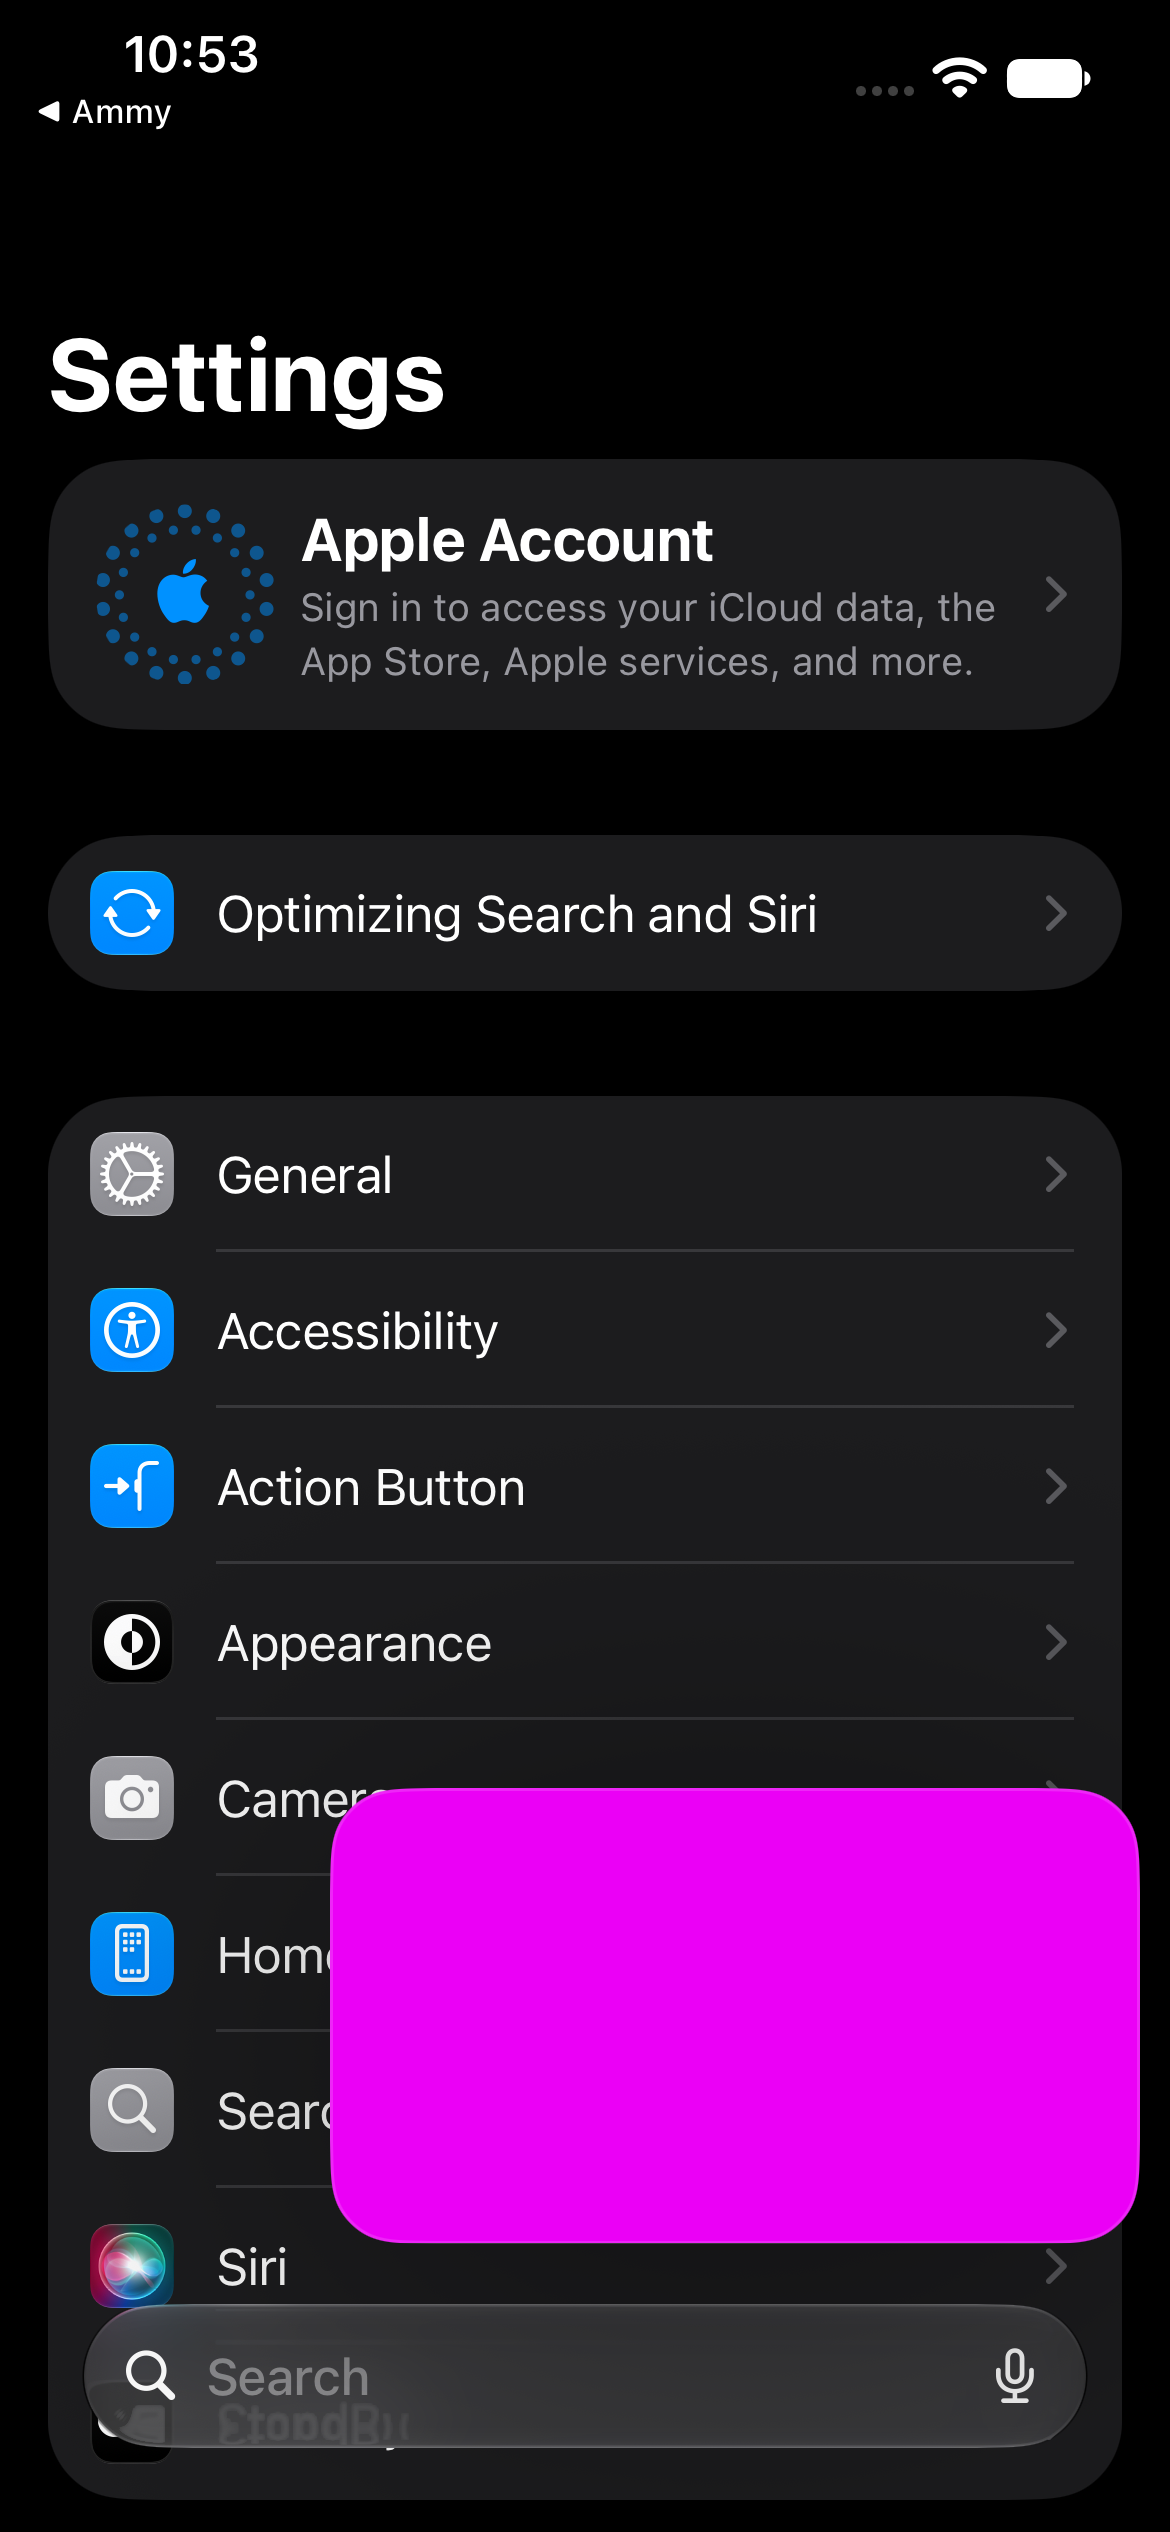 10:53
Ammy
Settings
Apple Account
Sign in to access your iCloud data, the
App Store, Apple services, and more.
Optimizing Search and Siri
General
Accessibility
Action Button
Appearance
Siri
Search